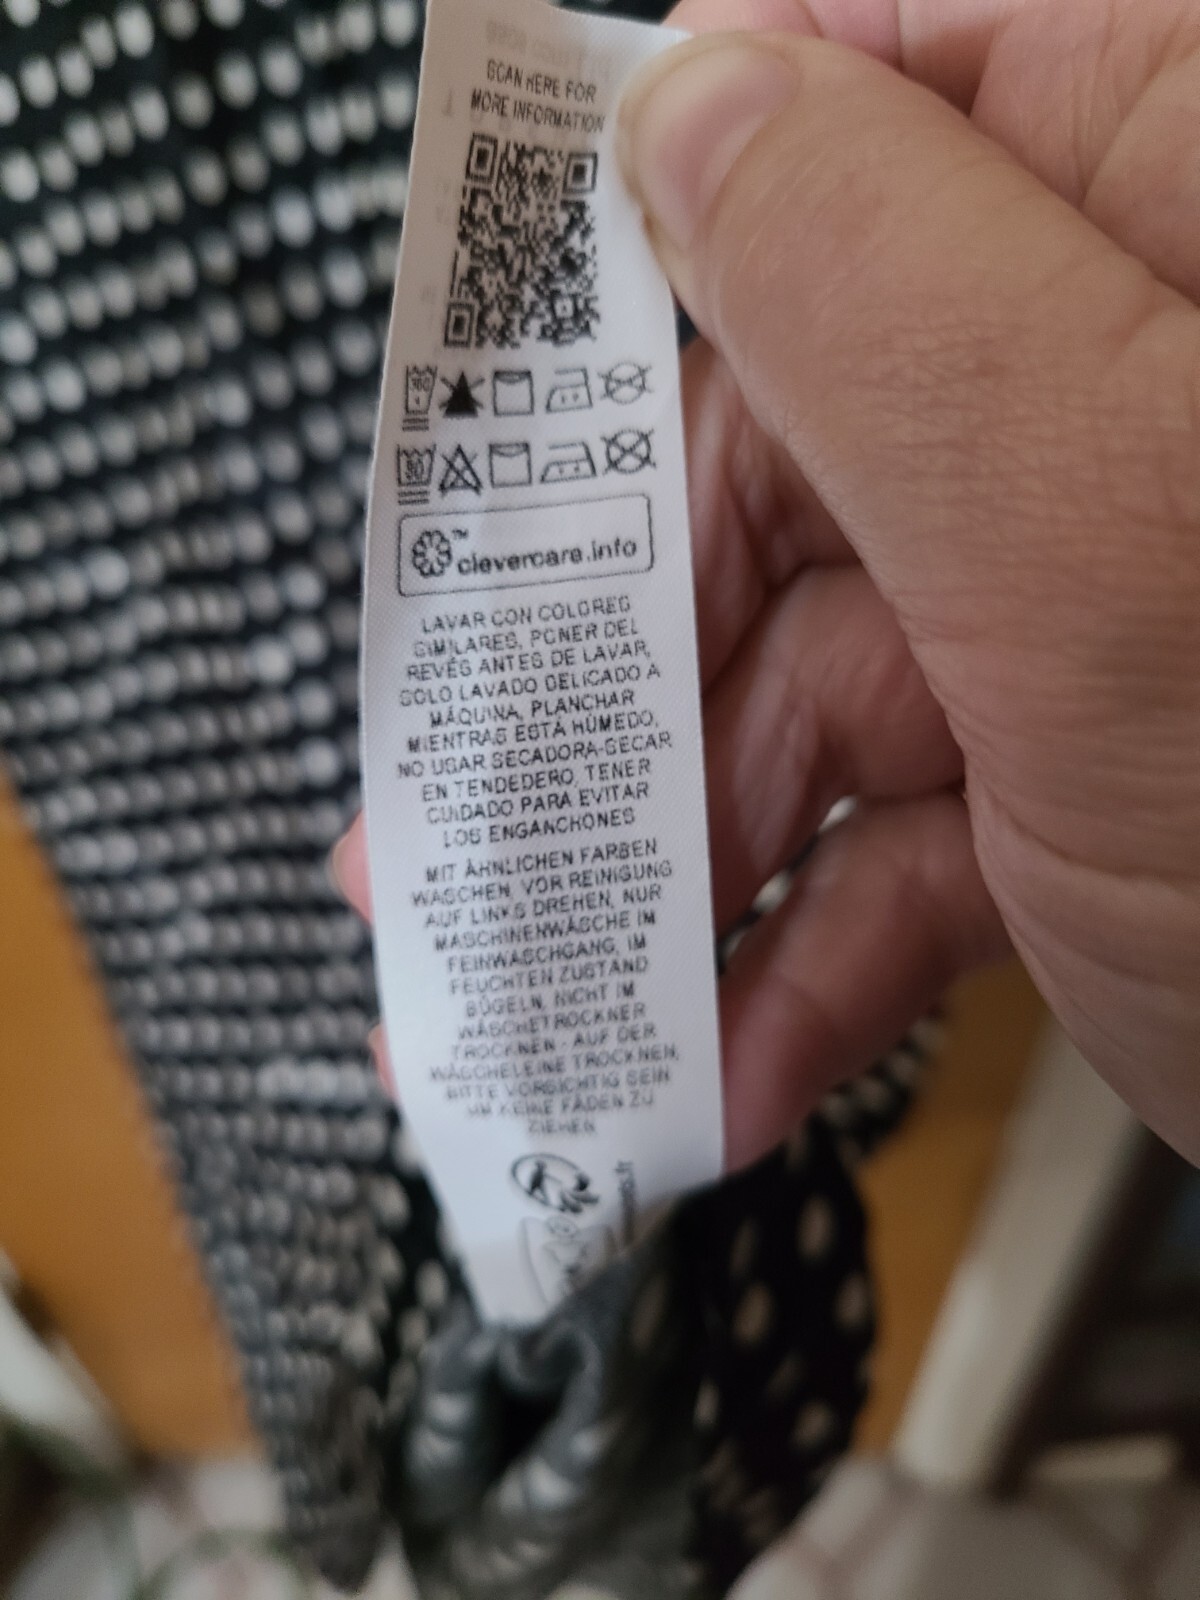 SCAN HERE FOR
MORE INFORMATION
30
™
clevercare.info
LAVAR CON COLORES
SIMILARES, PONER DEL
REVÉS ANTES DE LAVAR,
SOLO LAVADO DELICADO A
MÁQUINA, PLANCHAR
MIENTRAS ESTÁ HÚMEDO,
NO USAR SECADORA-SECAR
EN TENDEDERO, TENER
CUIDADO PARA EVITAR
LOS ENGANCHONES
MIT ÄHNLICHEN FARBEN
WASCHEN, VOR REINIGUNG
AUF LINKS DREHEN, NUR
MASCHINENWÄSCHE IM
FEINWASCHGANG, IM
FEUCHTEN ZUSTAND
BÜGELN, NICHT IM
WÄSCHETROCKNER
TROCKNEN - AUF DER
WÄSCHELEINE TROCKNEN,
BITTE VORSICHTIG SEIN
UM KEINE FÄDEN ZU
ZIEHEN